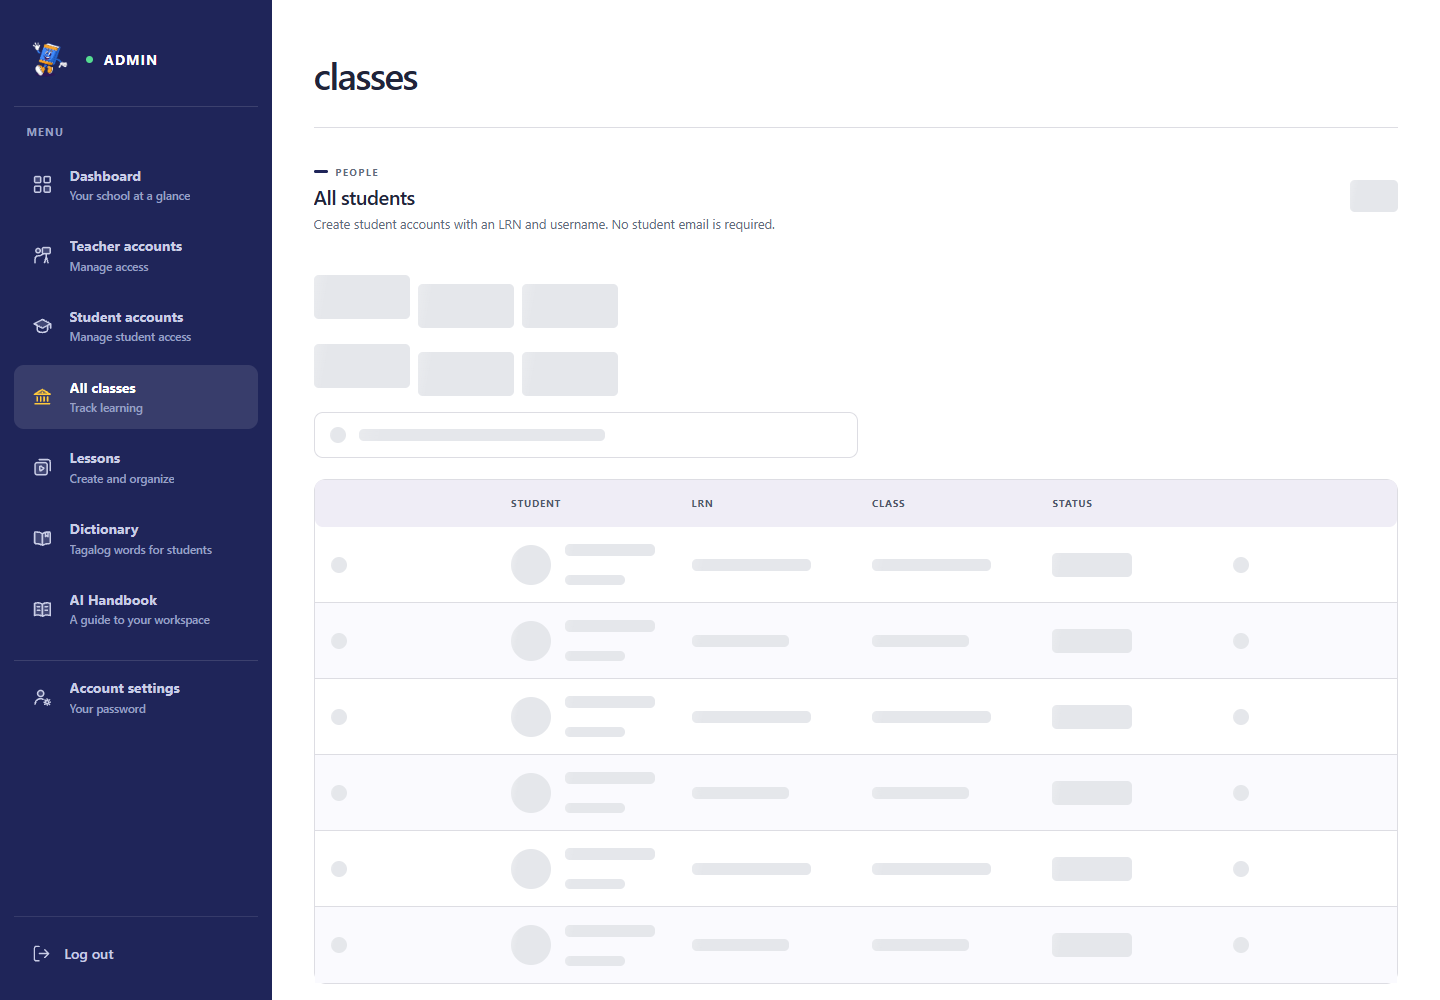 ADMIN
MENU
Dashboard
Your school at a glance
Teacher accounts
Manage access
Student accounts
Manage student access
All classes
Track learning
Lessons
Create and organize
Dictionary
Tagalog words for students
AI Handbook
A guide to your workspace
Account settings
Your password
Log out
classes
PEOPLE
All students
Create student accounts with an LRN and username. No student email is required.
STUDENT LRN CLASS STATUS